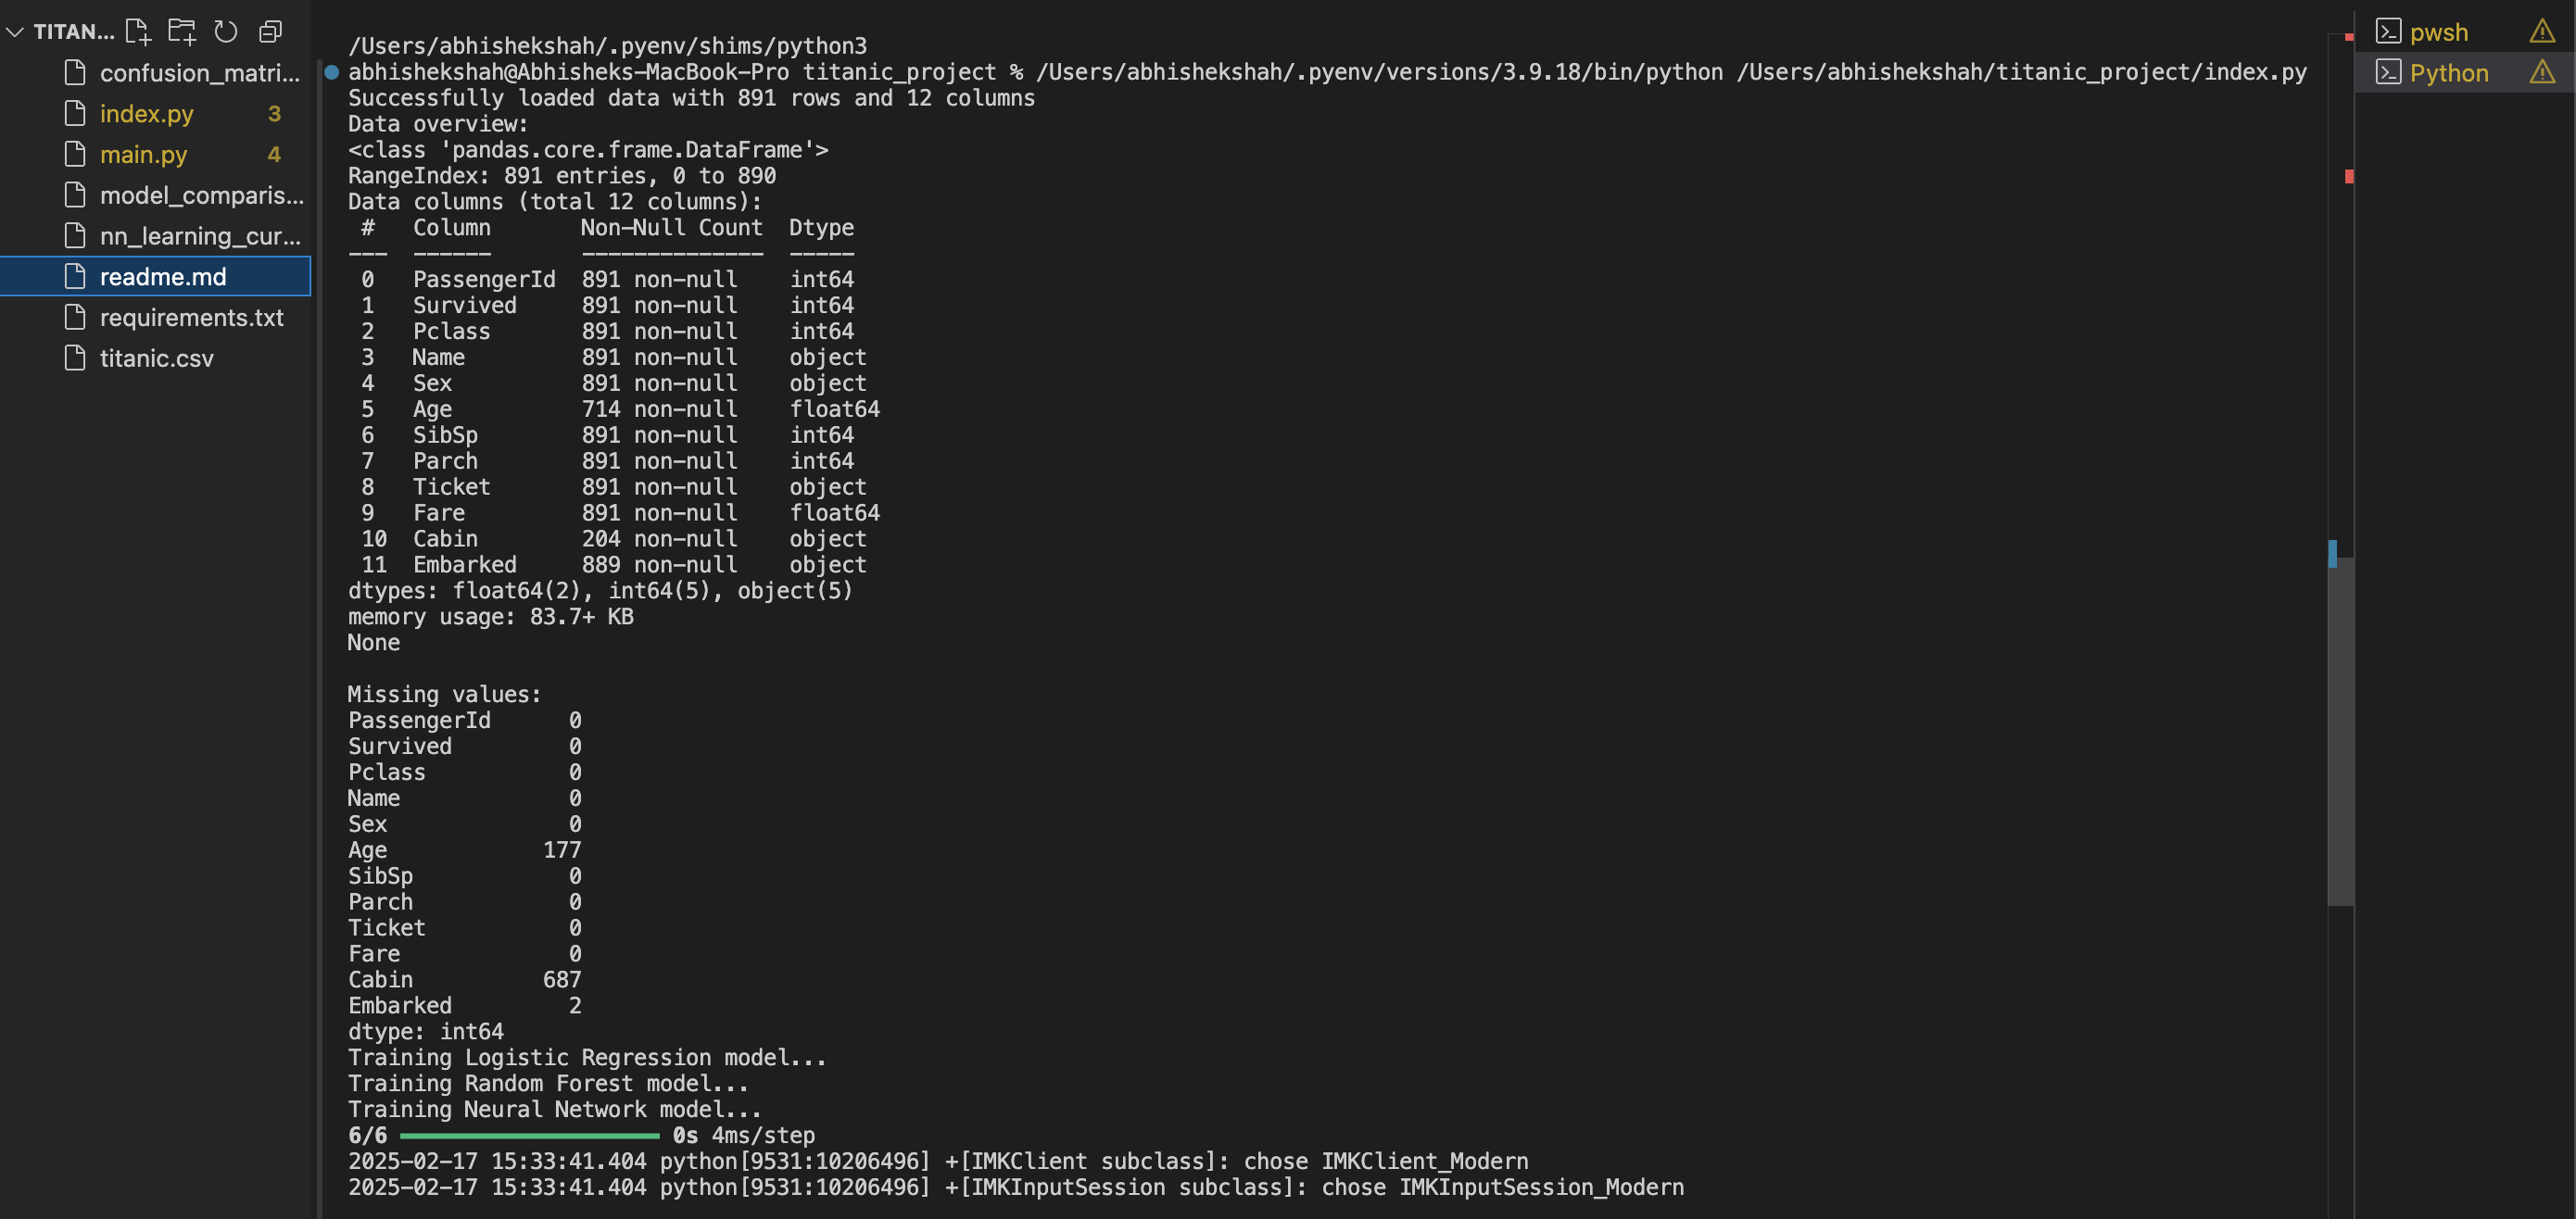 TITAN...
confusion_matri...
index.py 3
main.py 4
model_comparis...
nn_learning_cur...
readme.md
requirements.txt
titanic.csv
/Users/abhishekshah/.pyenv/shims/python3
abhishekshah@Abhisheks-MacBook-Pro titanic_project % /Users/abhishekshah/.pyenv/versions/3.9.18/bin/python /Users/abhishekshah/titanic_project/index.py
Successfully loaded data with 891 rows and 12 columns
Data overview:
<class 'pandas.core.frame.DataFrame'>
RangeIndex: 891 entries, 0 to 890
Data columns (total 12 columns):
 #   Column       Non-Null Count  Dtype
---  ------       --------------  -----
 0   PassengerId  891 non-null    int64
 1   Survived     891 non-null    int64
 2   Pclass       891 non-null    int64
 3   Name         891 non-null    object
 4   Sex          891 non-null    object
 5   Age          714 non-null    float64
 6   SibSp        891 non-null    int64
 7   Parch        891 non-null    int64
 8   Ticket       891 non-null    object
 9   Fare         891 non-null    float64
 10  Cabin        204 non-null    object
 11  Embarked     889 non-null    object
dtypes: float64(2), int64(5), object(5)
memory usage: 83.7+ KB
None
Missing values:
PassengerId      0
Survived         0
Pclass           0
Name             0
Sex              0
Age            177
SibSp            0
Parch            0
Ticket           0
Fare             0
Cabin          687
Embarked         2
dtype: int64
Training Logistic Regression model...
Training Random Forest model...
Training Neural Network model...
6/6 ━━━━━━━━━━━━━━━━━━━━ 0s 4ms/step
2025-02-17 15:33:41.404 python[9531:10206496] +[IMKClient subclass]: chose IMKClient_Modern
2025-02-17 15:33:41.404 python[9531:10206496] +[IMKInputSession subclass]: chose IMKInputSession_Modern
pwsh
Python